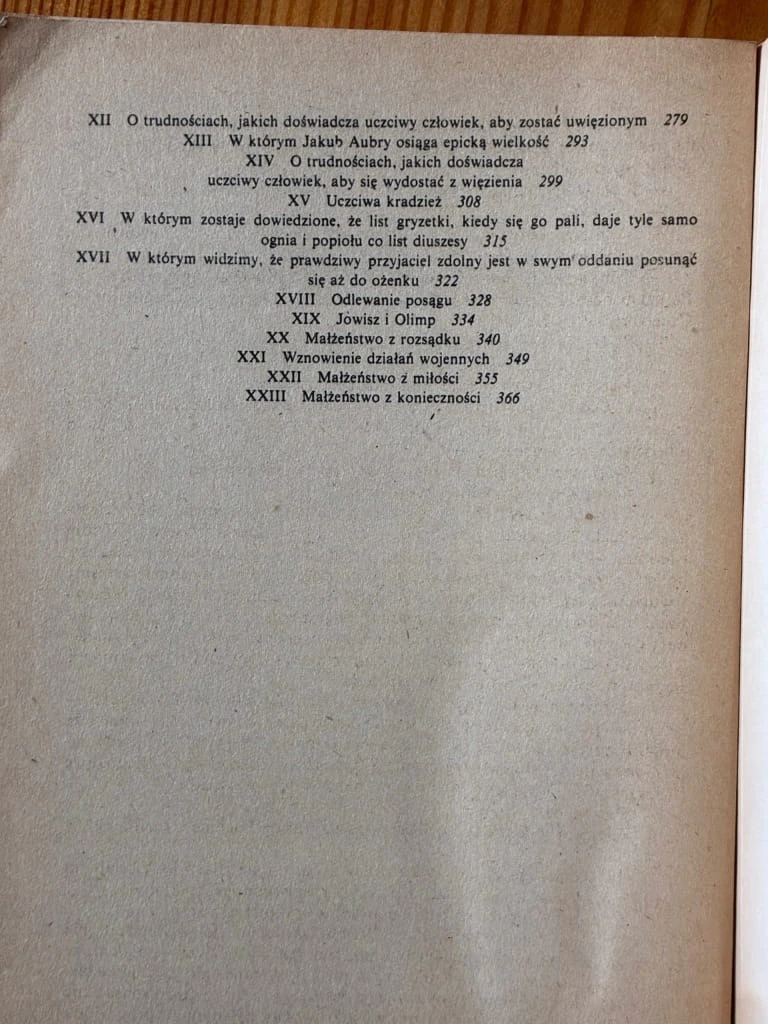 XII O trudnościach, jakich doświadcza uczciwy człowiek, aby zostać uwięzionym 279
XIII W którym Jakub Aubry osiąga epicką wielkość 293
XIV O trudnościach, jakich doświadcza
uczciwy człowiek, aby się wydostać z więzienia 299
XV Uczciwa kradzież 308
XVI W którym zostaje dowiedzione, że list gryzetki, kiedy się go pali, daje tyle samo
ognia i popiołu co list diuszesy 315
XVII W którym widzimy, że prawdziwy przyjaciel zdolny jest w swym oddaniu posunąć
się aż do ożenku 322
XVIII Odlewanie posągu 328
XIX Jowisz i Olimp 334
XX Małżeństwo z rozsądku 340
XXI Wznowienie działań wojennych 349
XXII Małżeństwo z miłości 355
XXIII Małżeństwo z konieczności 366